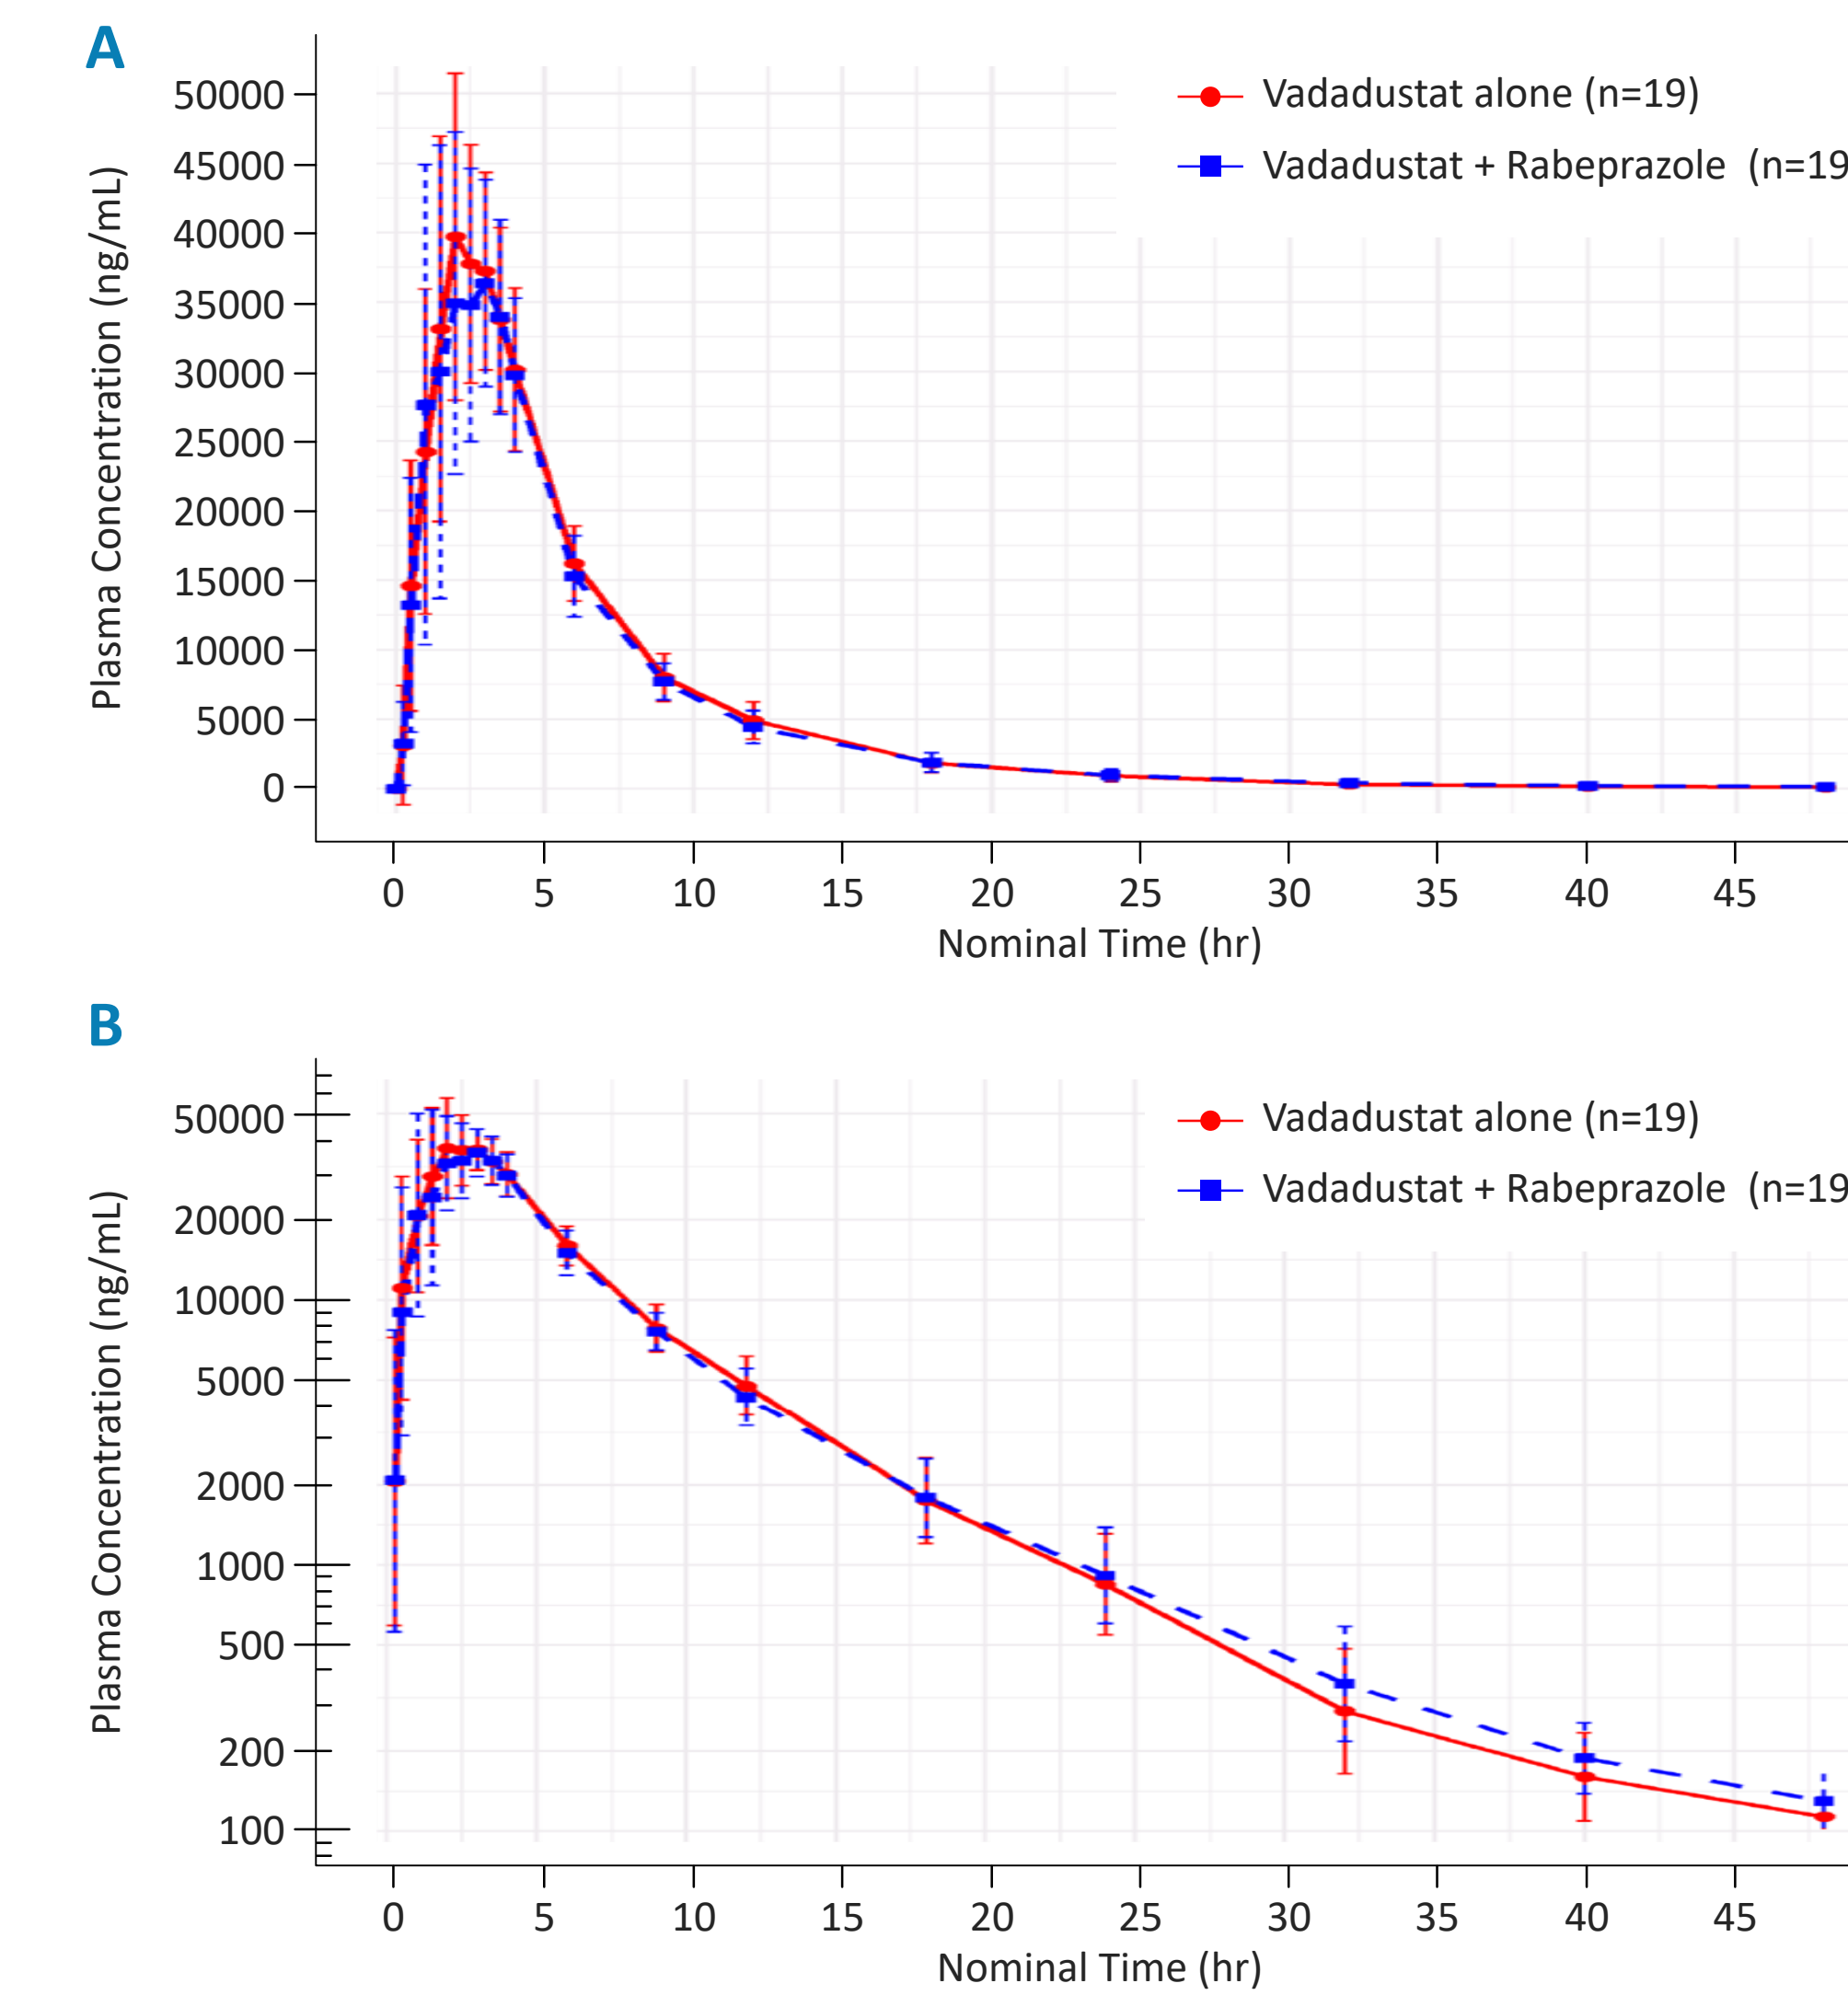 A
50000
45000
40000
35000
30000
25000
20000
15000
10000
5000
0
Plasma Concentration (ng/mL)
Vadadustat alone (n=19)
Vadadustat + Rabeprazole (n=19
0 5 10 15 20 25 30 35 40 45
Nominal Time (hr)
B
50000
20000
10000
5000
2000
1000
500
200
100
Plasma Concentration (ng/mL)
Vadadustat alone (n=19)
Vadadustat + Rabeprazole (n=19
0 5 10 15 20 25 30 35 40 45
Nominal Time (hr)